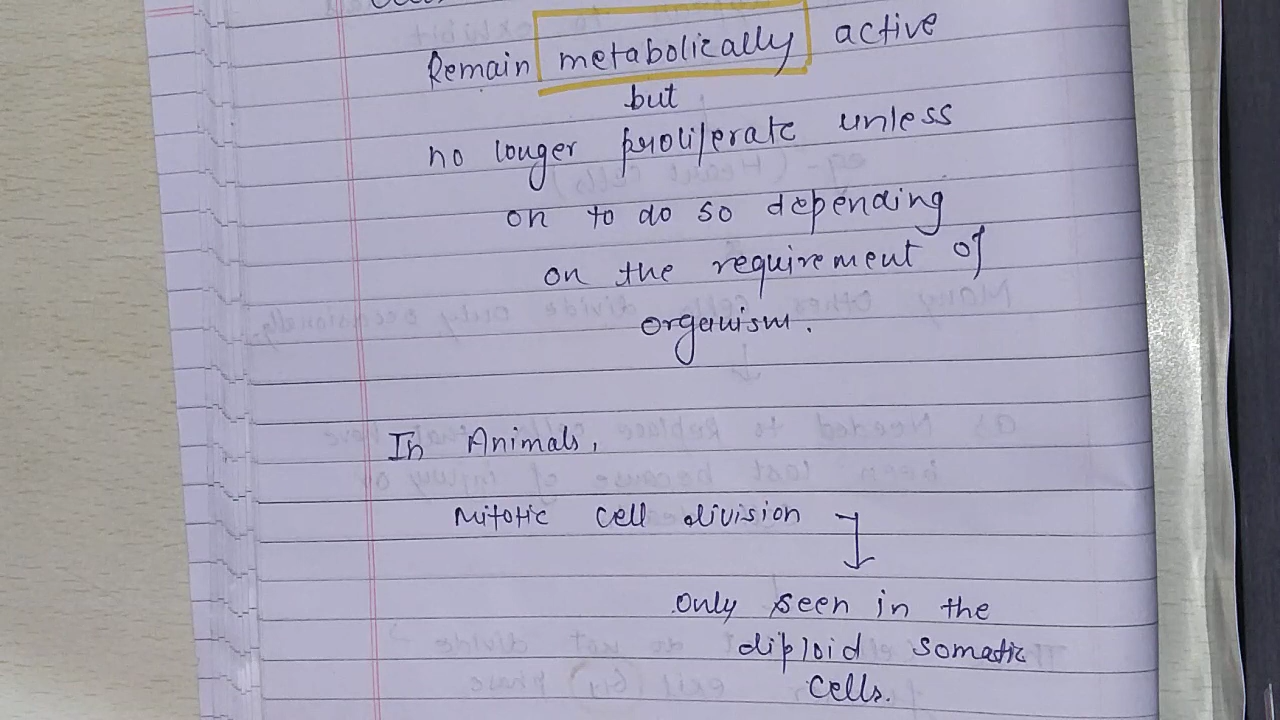 Remain metabolically active
but
no longer proliferate unless
on to do so depending
on the requirement of
organism.
In Animals,
Mitotic cell division
Only seen in the
diploid somatic
cells.